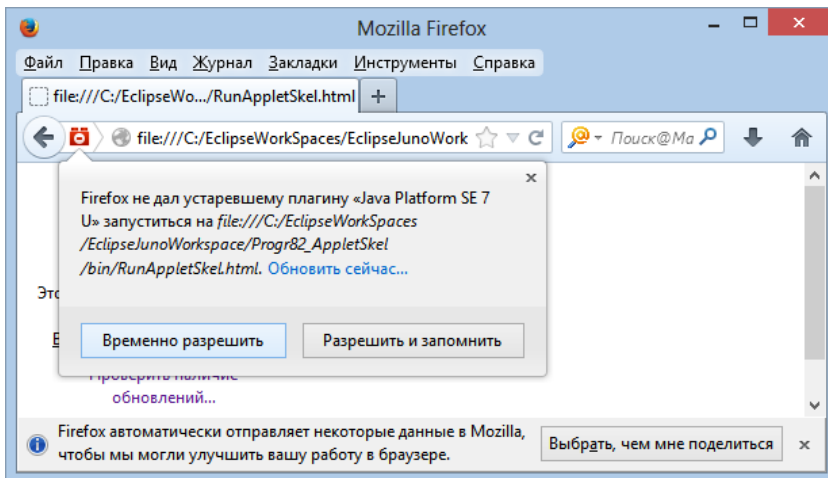 Mozilla Firefox
Файл Правка Вид Журнал Закладки Инструменты Справка
file:///C:/EclipseWo.../RunAppletSkel.html
file:///C:/EclipseWorkSpaces/EclipseJunoWork Поиск@Ma
Firefox не дал устаревшему плагину «Java Platform SE 7
U» запуститься на file:///C:/EclipseWorkSpaces
/EclipseJunoWorkspace/Progr82_AppletSkel
/bin/RunAppletSkel.html. Обновить сейчас...
Временно разрешить Разрешить и запомнить
Проверить наличие
обновлений...
Firefox автоматически отправляет некоторые данные в Mozilla,
чтобы мы могли улучшить вашу работу в браузере.
Выбрать, чем мне поделиться